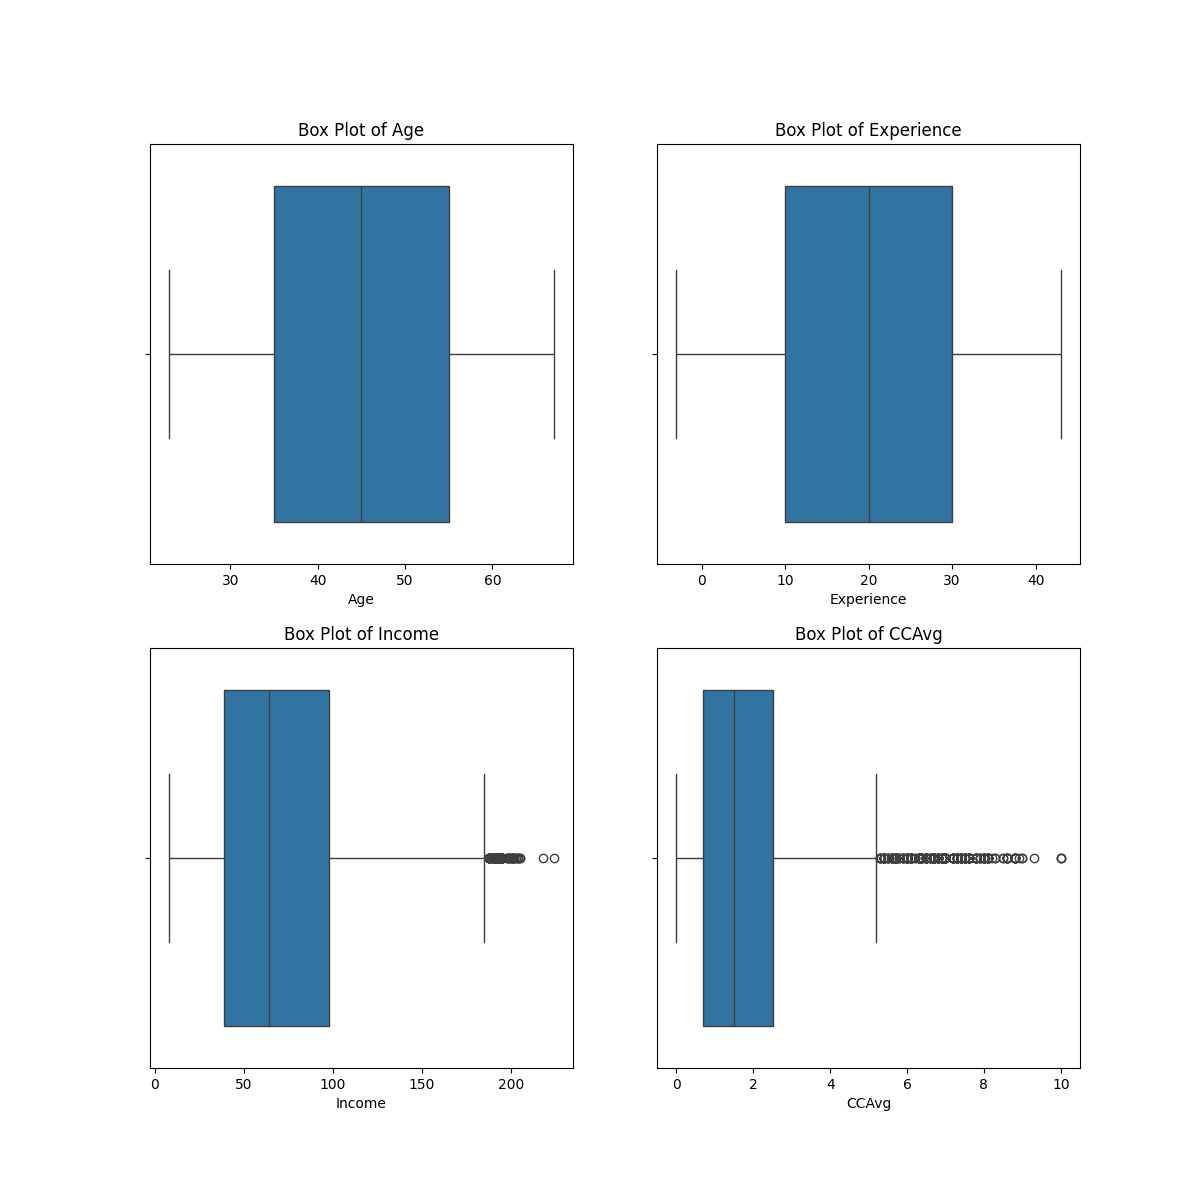 Box Plot of Age
Box Plot of Experience
30 40 50 60
0 10 20 30 40
Age
Experience
Box Plot of Income
Box Plot of CCAvg
0 50 100 150 200
0 2 4 6 8 10
Income
CCAvg